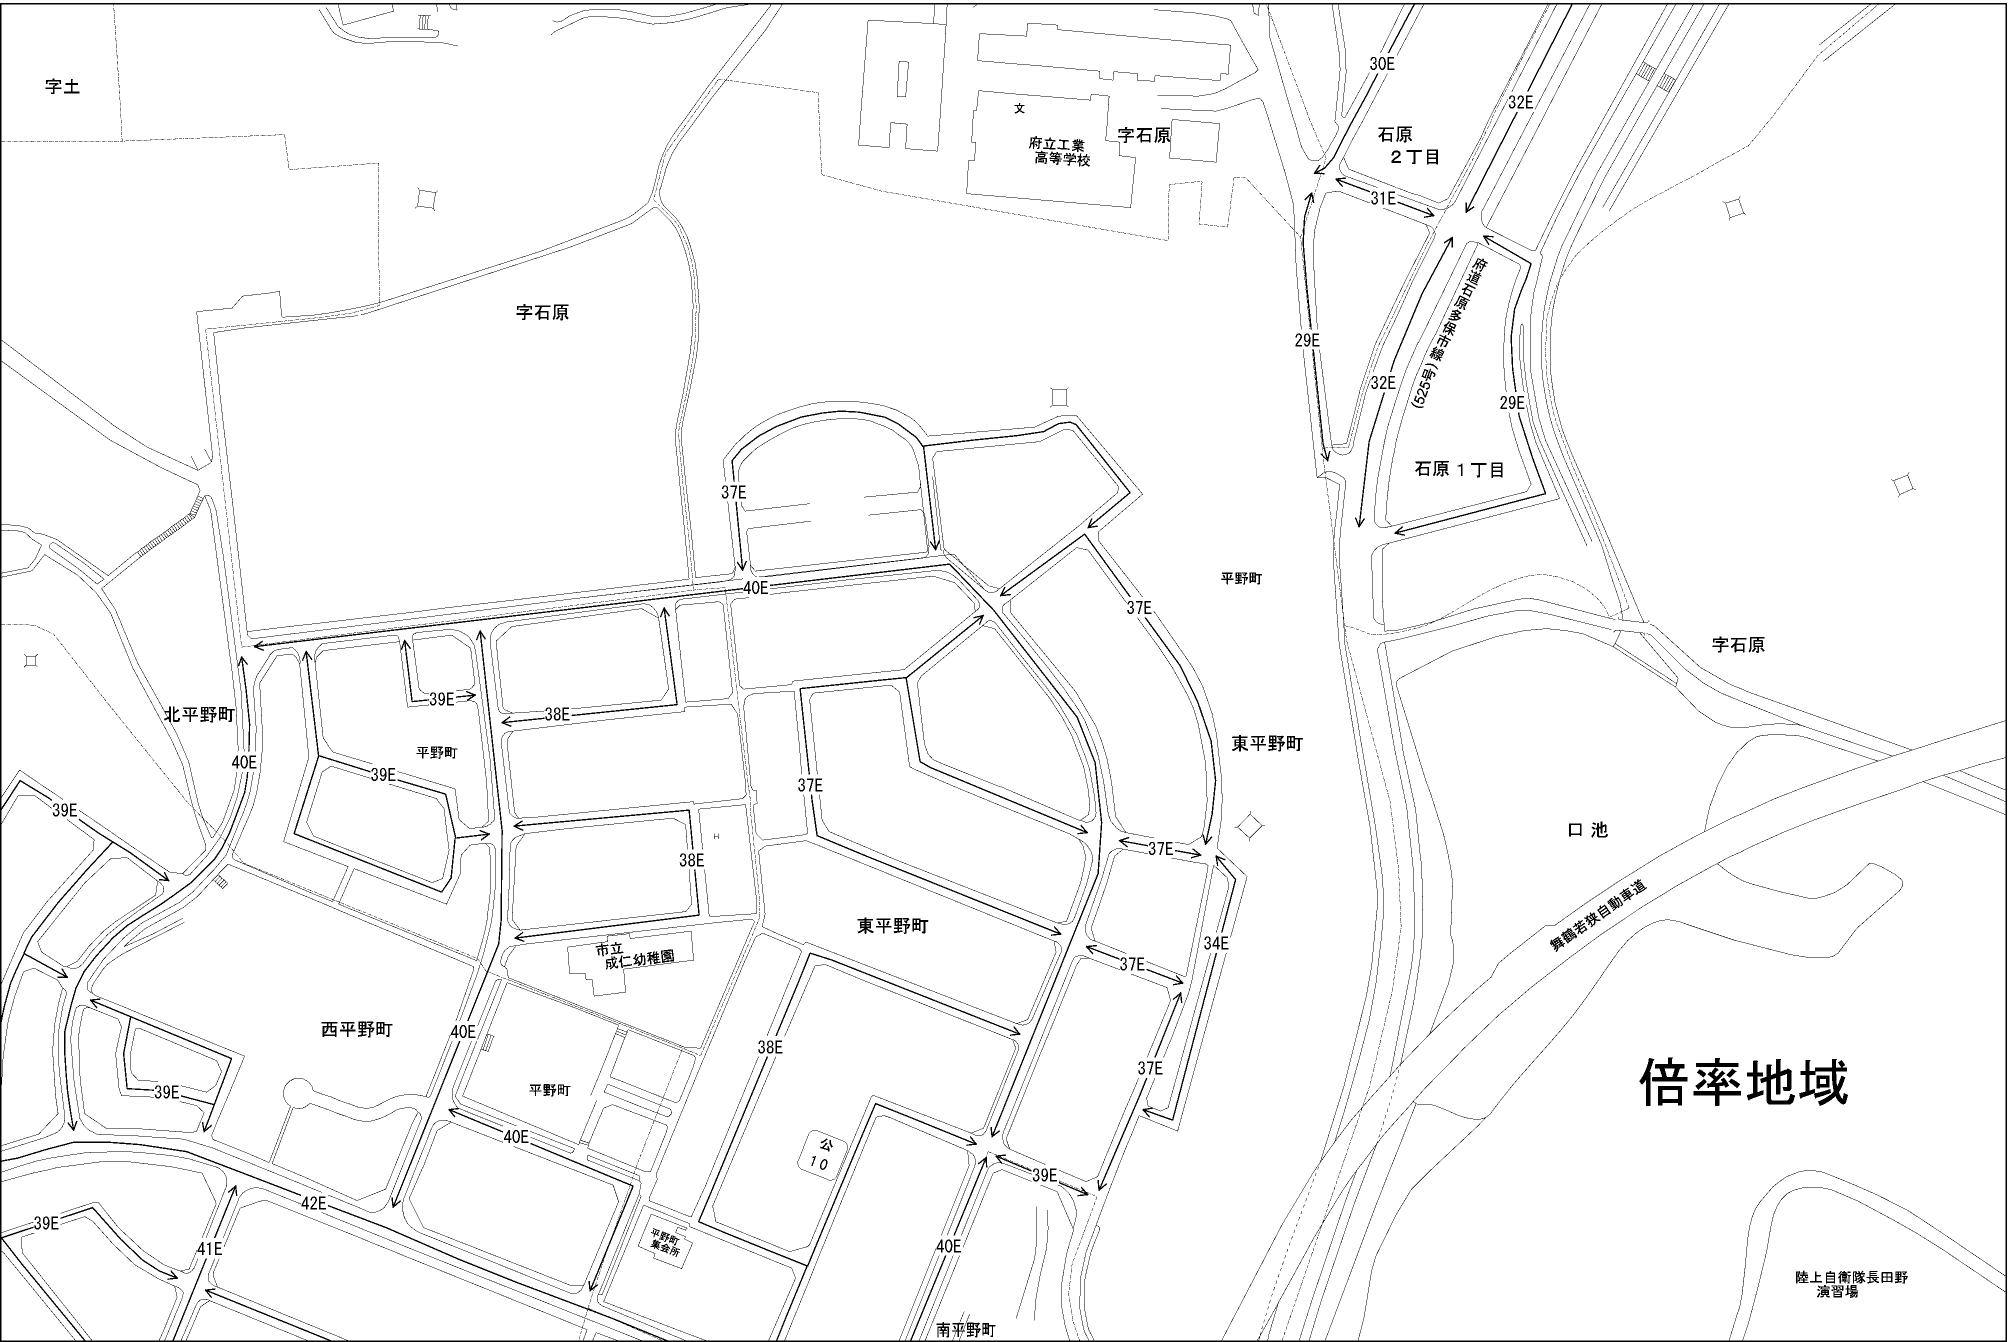 30E
字土
32E
文
石原
2丁目
字石原
府立工業
高等学校
31E
字石原
府道石原多保市線
(525号)
29E
32E
29E
石原1丁目
37E
40E
平野町
37E
字石原
39E
38E
北平野町
平野町
東平野町
40E
39E
37E
39E
口池
H
37E
38E
舞鶴若狭自動車道
東平野町
34E
市立
成仁幼稚園
37E
西平野町
40E
38E
37E
倍率地域
39E
平野町
40E
公
10
39E
42E
39E
41E
平野町
集会所
40E
陸上自衛隊長田野
演習場
南平野町